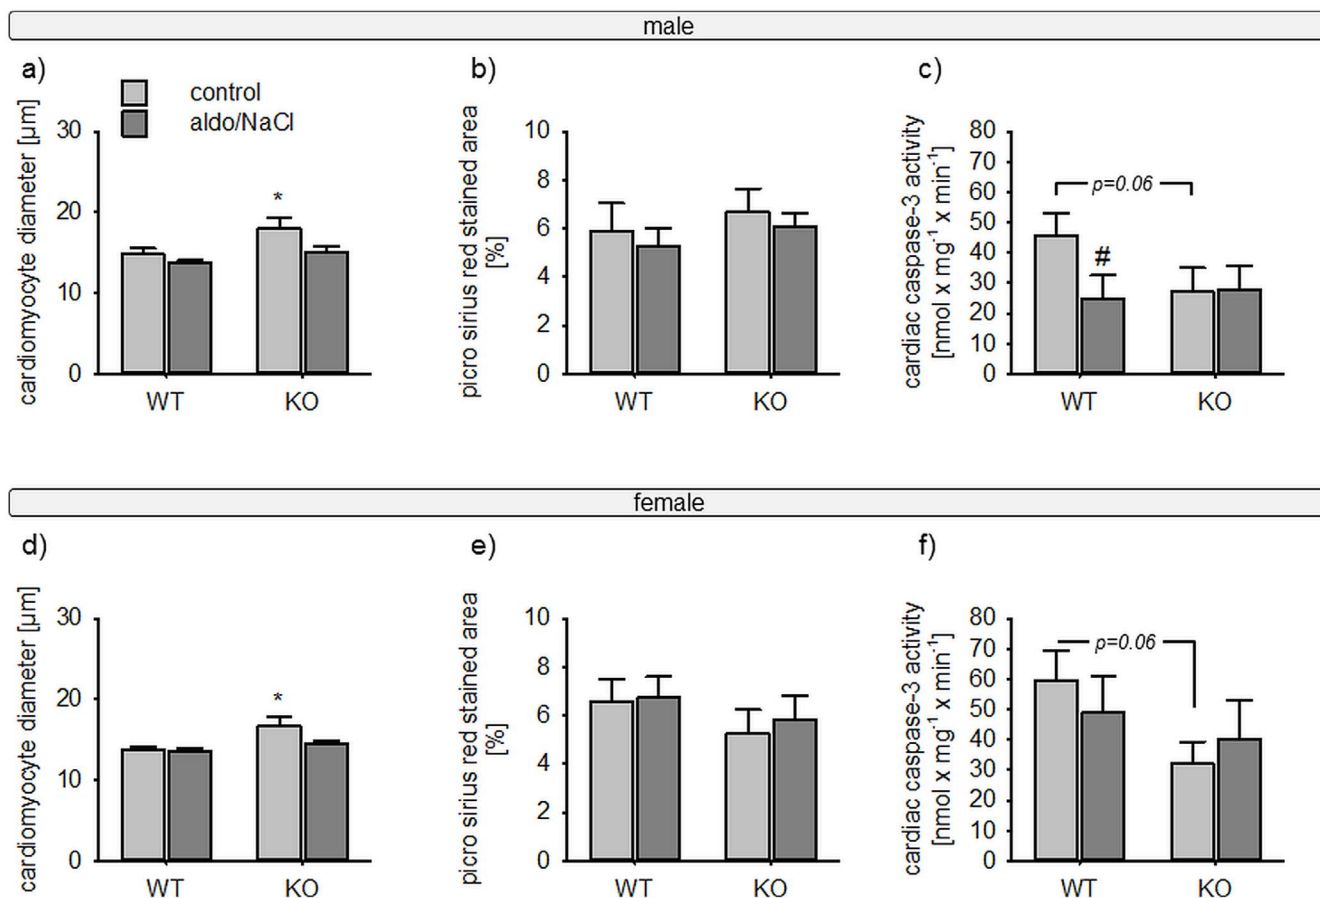 male
a)
control
aldo/NaCl
cardiomyocyte diameter [µm]
30
20
10
0
*
WT
KO
b)
picro sirius red stained area
[%]
10
8
6
4
2
0
WT
KO
c)
cardiac caspase-3 activity
[nmol x mg⁻¹ x min⁻¹]
80
70
60
50
40
30
20
10
0
p=0.06
#
WT
KO
female
d)
cardiomyocyte diameter [µm]
30
20
10
0
*
WT
KO
e)
picro sirius red stained area
[%]
10
8
6
4
2
0
WT
KO
f)
cardiac caspase-3 activity
[nmol x mg⁻¹ x min⁻¹]
80
70
60
50
40
30
20
10
0
p=0.06
WT
KO